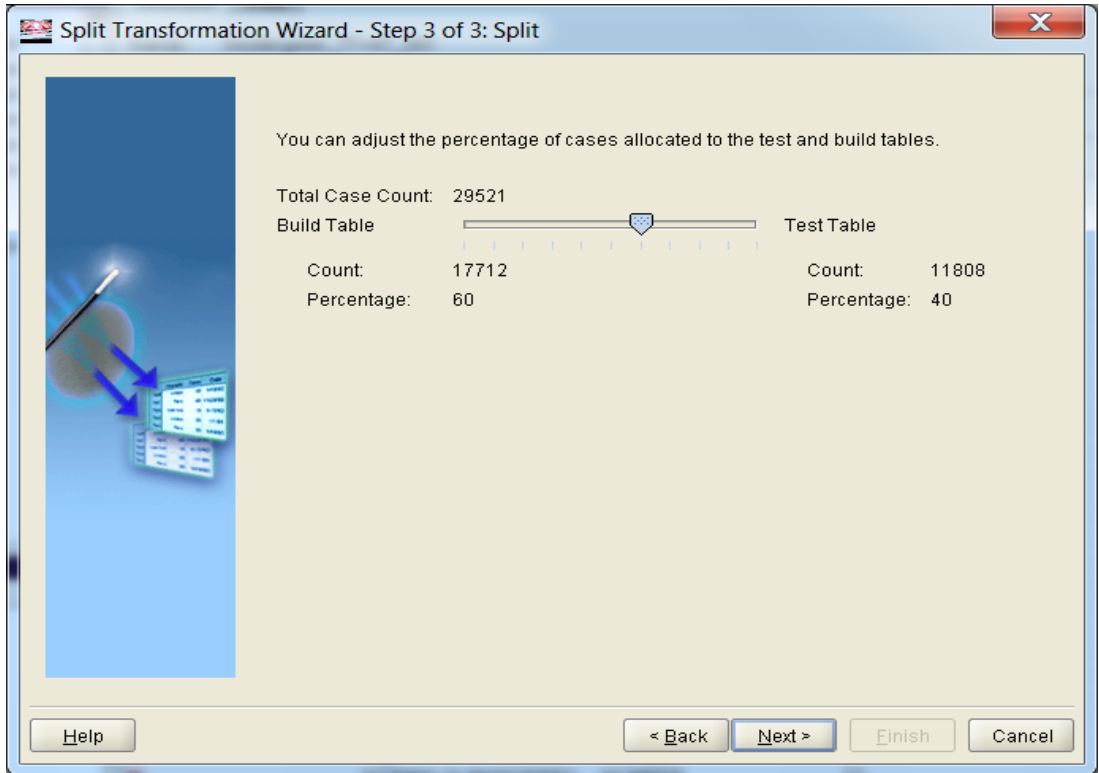 Split Transformation Wizard - Step 3 of 3: Split
You can adjust the percentage of cases allocated to the test and build tables.
Total Case Count: 29521
Build Table Test Table
Count: 17712 Count: 11808
Percentage: 60 Percentage: 40
Help < Back Next > Finish Cancel